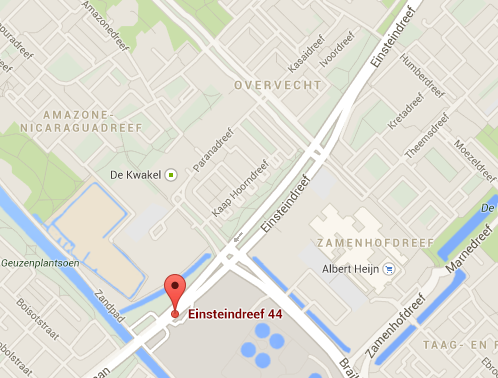 Amazonedreef
Kasaidreef
Ivoordreef
Einsteindreef
Humberdreef
OVERVECHT
Kretadreef
Theemsdreef
Moezeldreef
AMAZONE-
NICARAGUADREEF
Paranadreef
De Kwakel
Kaap Hoorndreef
Einsteindreef
De
ZAMENHOFDREEF
Albert Heijn
Marnedreef
Geuzenplantsoen
Zandpad
Boisotstraat
Einsteindreef 44
Zamenhofdreef
TAAG- EN